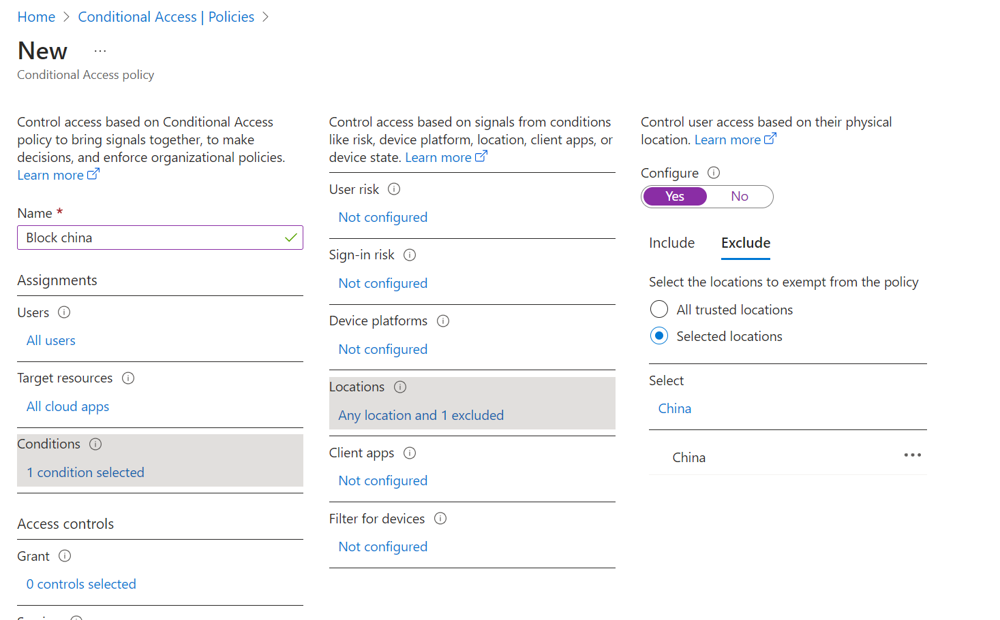 Home > Conditional Access | Policies >
New ...
Conditional Access policy
Control access based on Conditional Access
policy to bring signals together, to make
decisions, and enforce organizational policies.
Learn more
Name *
Block china
Assignments
Users
All users
Target resources
All cloud apps
Conditions
1 condition selected
Access controls
Grant
0 controls selected
Control access based on signals from conditions
like risk, device platform, location, client apps, or
device state. Learn more
User risk
Not configured
Sign-in risk
Not configured
Device platforms
Not configured
Locations
Any location and 1 excluded
Client apps
Not configured
Filter for devices
Not configured
Control user access based on their physical
location. Learn more
Configure
Yes No
Include Exclude
Select the locations to exempt from the policy
All trusted locations
Selected locations
Select
China
China